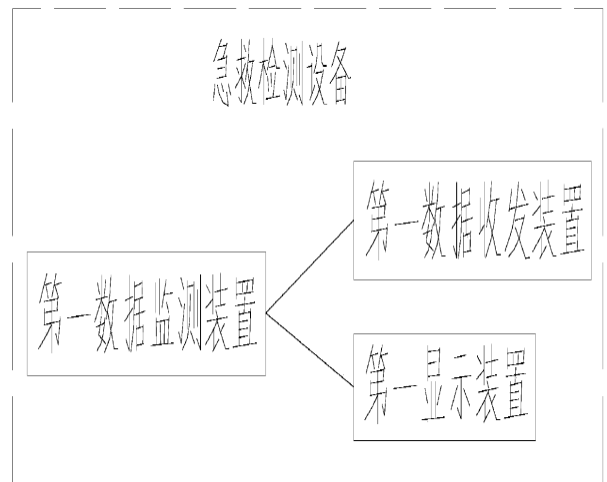 急救检测设备
第一数据收发装置
第一数据监测装置
第一显示装置